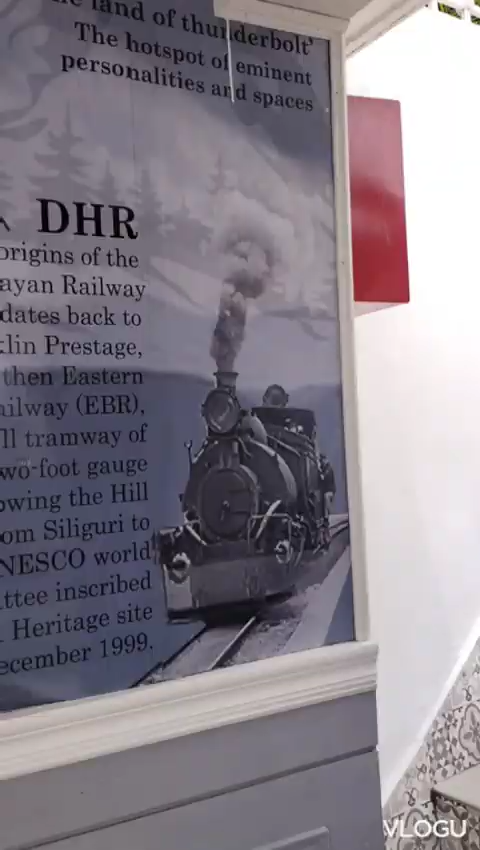 land of thunderbolt'
The hotspot of eminent
personalities and spaces
DHR
origins of the
ayan Railway
dates back to
lin Prestage,
then Eastern
ailway (EBR),
ll tramway of
wo-foot gauge
owing the Hill
om Siliguri to
NESCO world
ttee inscribed
Heritage site
ecember 1999.
VLOGU